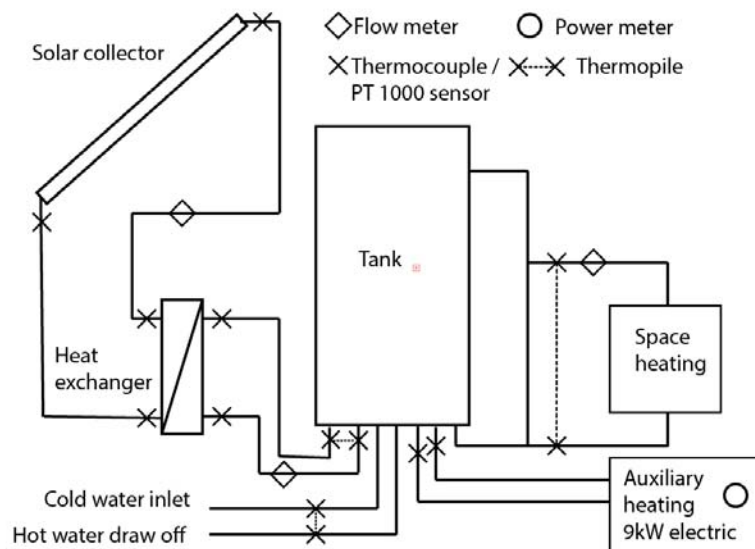 Solar collector
Flow meter
Power meter
Thermocouple /
PT 1000 sensor
Thermopile
Tank
Heat
exchanger
Space
heating
Cold water inlet
Hot water draw off
Auxiliary
heating
9kW electric